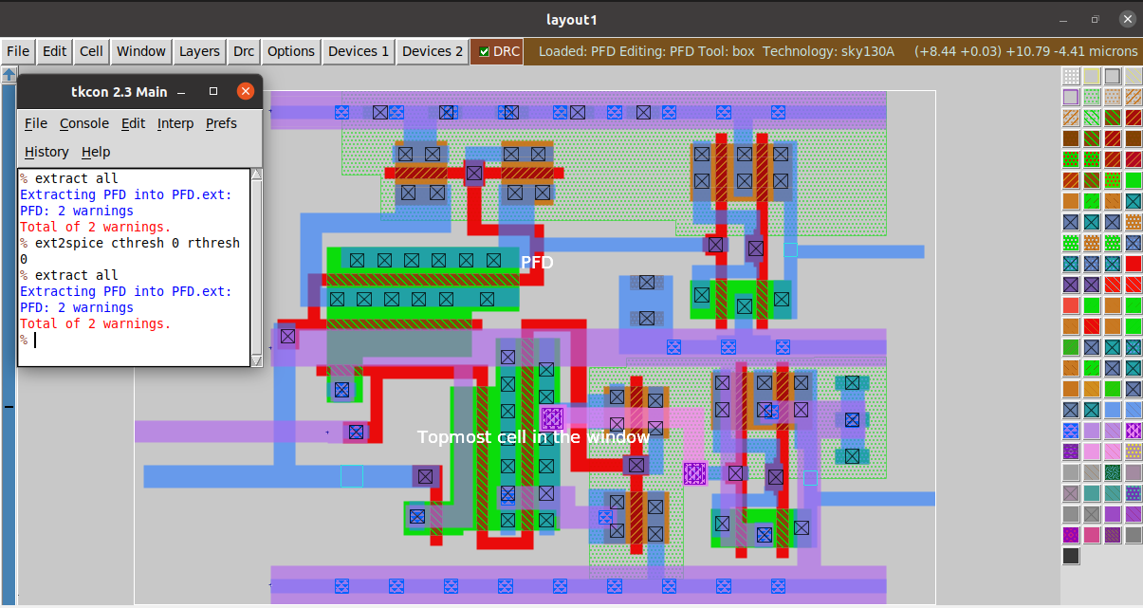 layout1
File Edit Cell Window Layers Drc Options Devices 1 Devices 2 DRC Loaded: PFD Editing: PFD Tool: box Technology: sky130A (+8.44 +0.03) +10.79 -4.41 microns
tkcon 2.3 Main
File Console Edit Interp Prefs
History Help
% extract all
Extracting PFD into PFD.ext:
PFD: 2 warnings
Total of 2 warnings.
% ext2spice cthresh 0 rthresh
0
% extract all
Extracting PFD into PFD.ext:
PFD: 2 warnings
Total of 2 warnings.
%
PFD
Topmost cell in the window